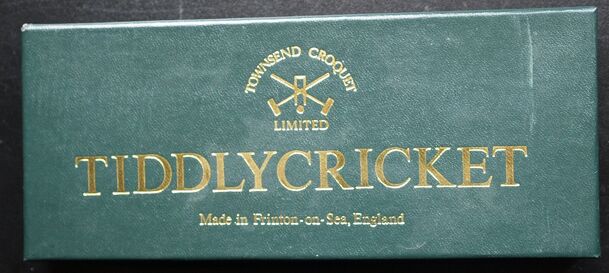 TOWNSEND CROQUET
LIMITED
TIDDLYCRICKET
Made in Frinton-on-Sea, England